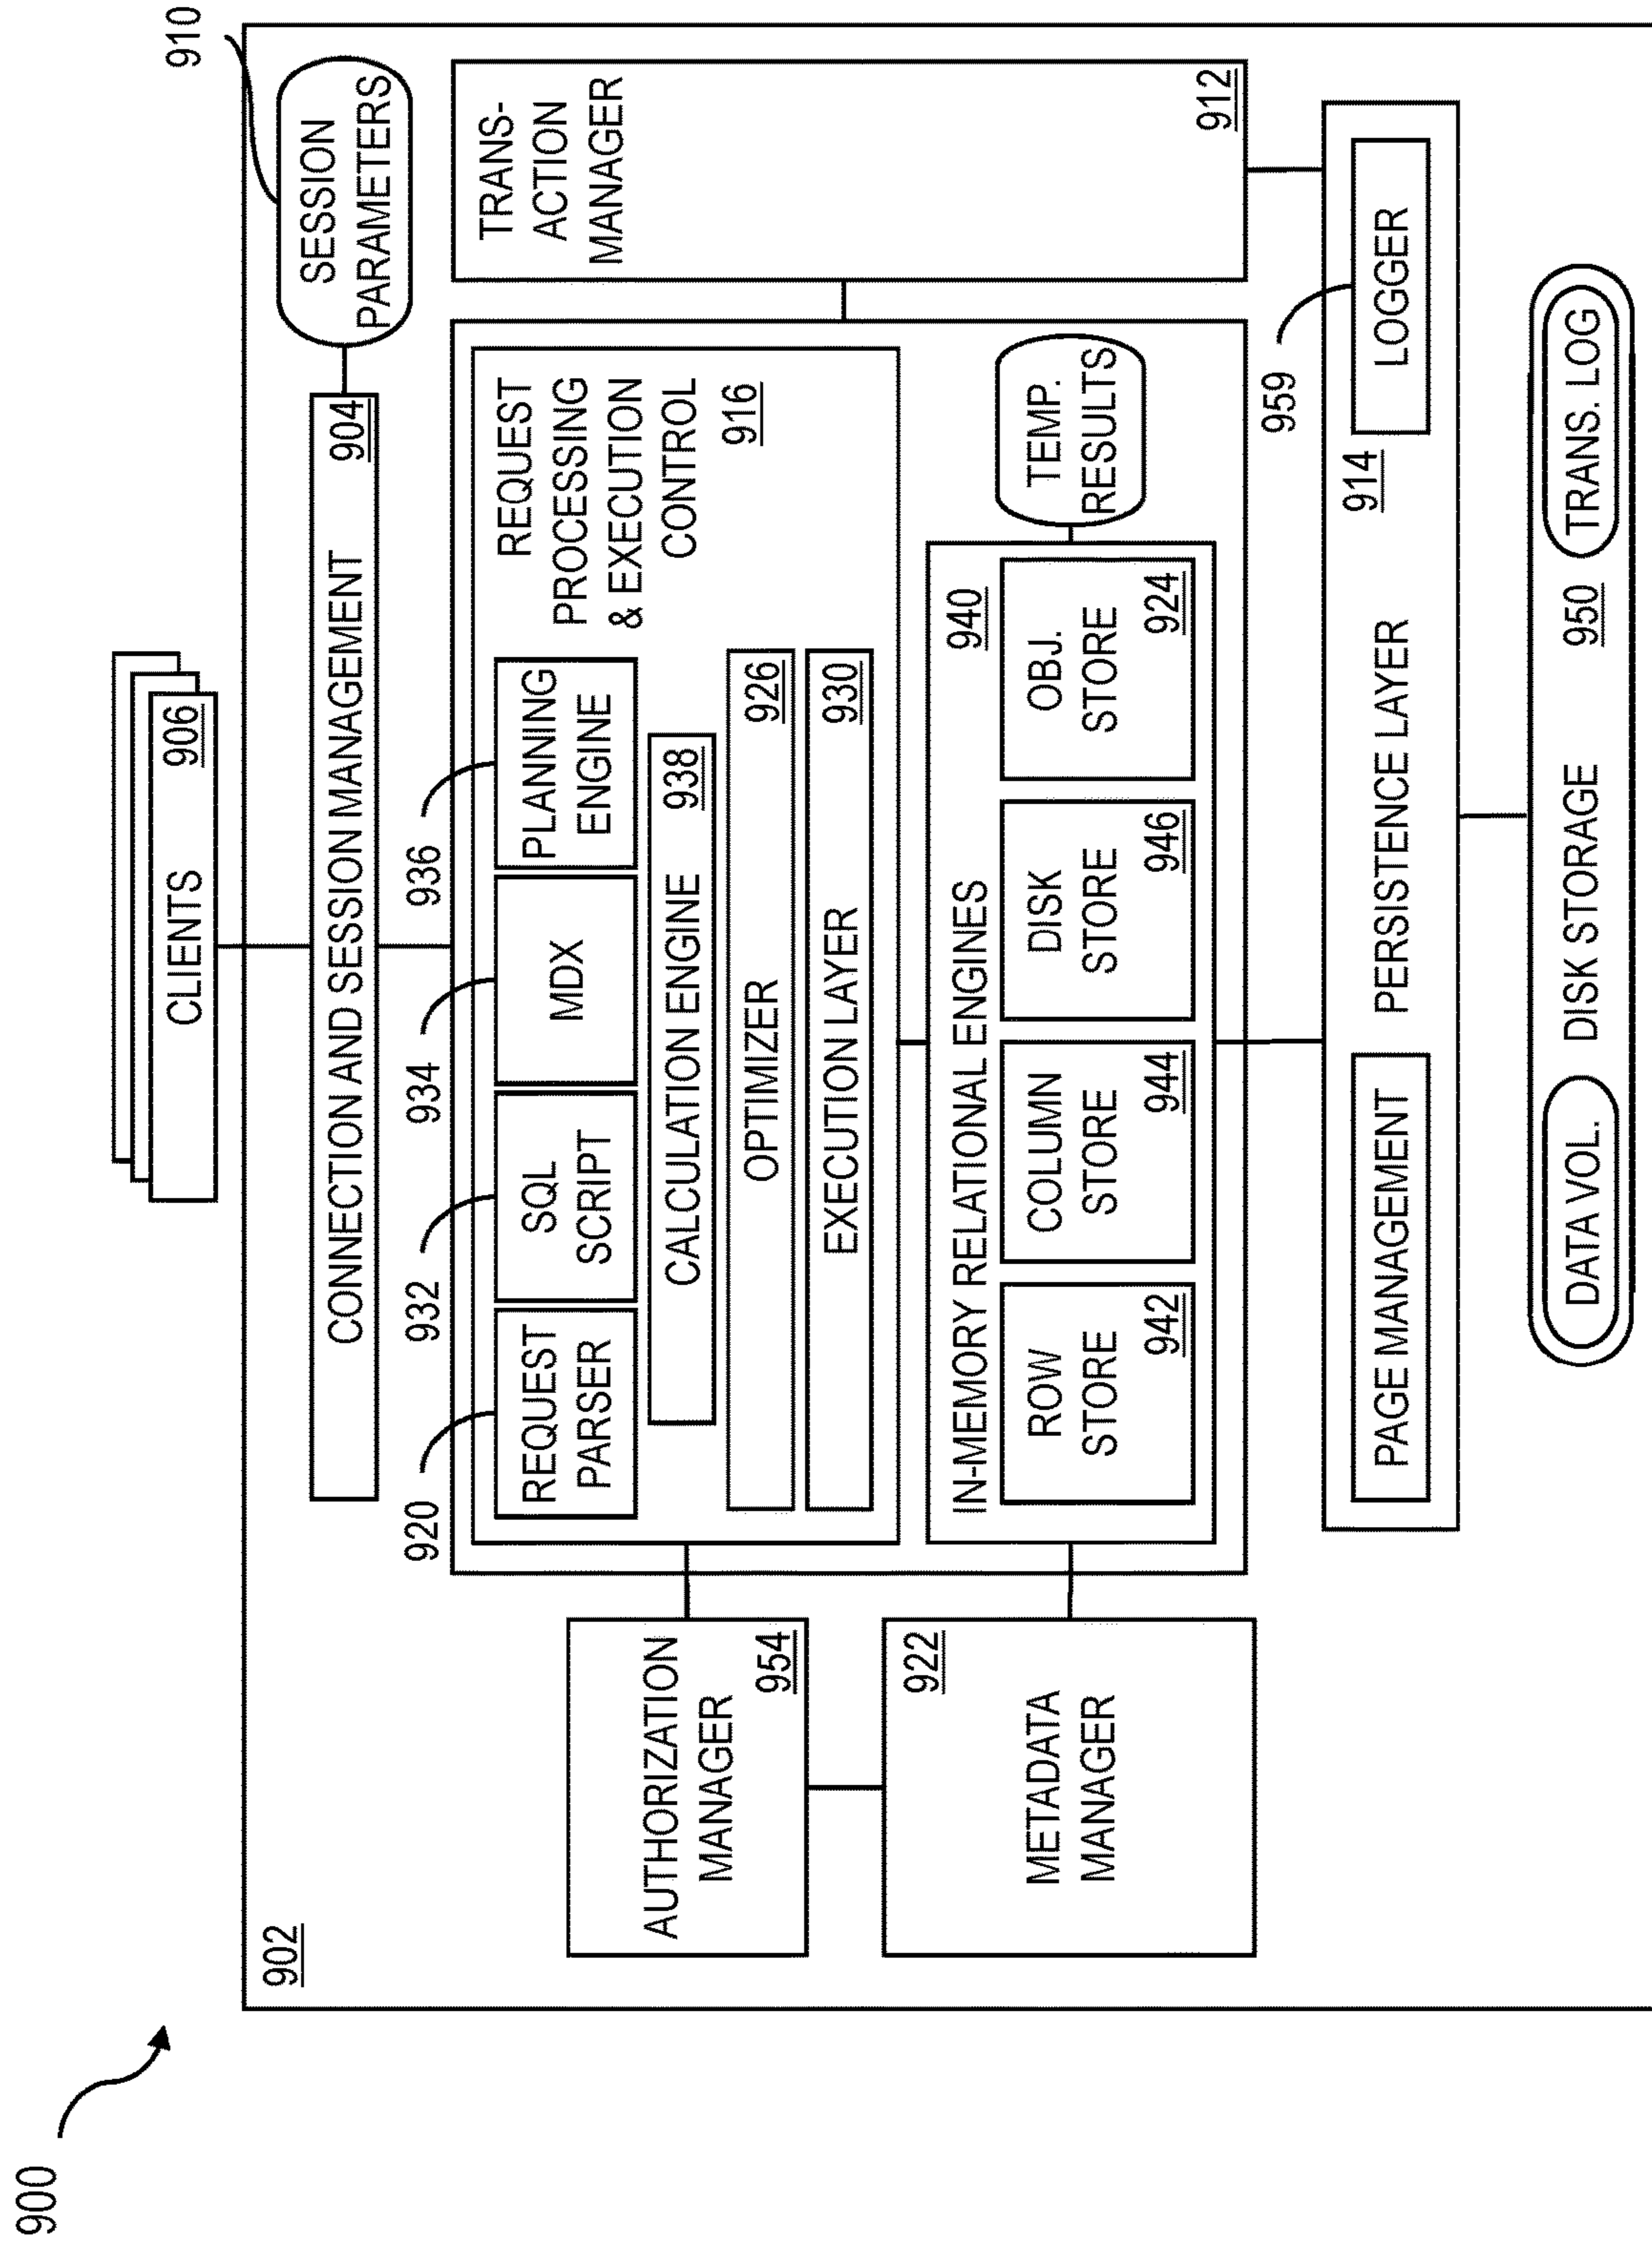 900
902
910
CLIENTS
906
CONNECTION AND SESSION MANAGEMENT
904
SESSION
PARAMETERS
AUTHORIZATION
MANAGER
954
METADATA
MANAGER
922
920
932
934
936
REQUEST
PARSER
SQL
SCRIPT
MDX
PLANNING
ENGINE
REQUEST
PROCESSING
& EXECUTION
CONTROL
916
CALCULATION ENGINE
938
OPTIMIZER
926
EXECUTION LAYER
930
IN-MEMORY RELATIONAL ENGINES
940
ROW
STORE
942
COLUMN
STORE
944
DISK
STORE
946
OBJ.
STORE
924
TEMP.
RESULTS
TRANS-
ACTION
MANAGER
912
959
PAGE MANAGEMENT
PERSISTENCE LAYER
914
LOGGER
DATA VOL.
DISK STORAGE
950
TRANS. LOG